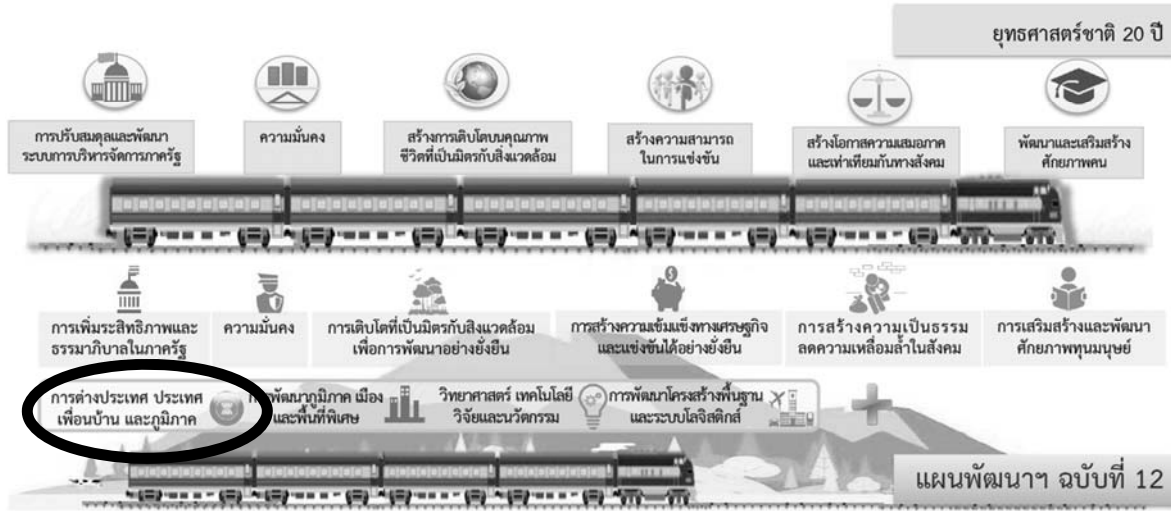 ยุทธศาสตร์ชาติ 20 ปี
การปรับสมดุลและพัฒนา
ระบบการบริหารจัดการภาครัฐ
ความมั่นคง
สร้างการเติบโตบนคุณภาพ
ชีวิตที่เป็นมิตรกับสิ่งแวดล้อม
สร้างความสามารถ
ในการแข่งขัน
สร้างโอกาสความเสมอภาค
และเท่าเทียมกันทางสังคม
พัฒนาและเสริมสร้าง
ศักยภาพคน
การเพิ่มระสิทธิภาพและ
ธรรมาภิบาลในภาครัฐ
ความมั่นคง
การเติบโตที่เป็นมิตรกับสิ่งแวดล้อม
เพื่อการพัฒนาอย่างยั่งยืน
การสร้างความเข้มแข็งทางเศรษฐกิจ
และแข่งขันได้อย่างยั่งยืน
การสร้างความเป็นธรรม
ลดความเหลื่อมล้ำในสังคม
การเสริมสร้างและพัฒนา
ศักยภาพทุนมนุษย์
การต่างประเทศ ประเทศ
เพื่อนบ้าน และภูมิภาค
การพัฒนาภูมิภาค เมือง
และพื้นที่พิเศษ
วิทยาศาสตร์ เทคโนโลยี
วิจัยและนวัตกรรม
การพัฒนาโครงสร้างพื้นฐาน
และระบบโลจิสติกส์
แผนพัฒนาฯ ฉบับที่ 12